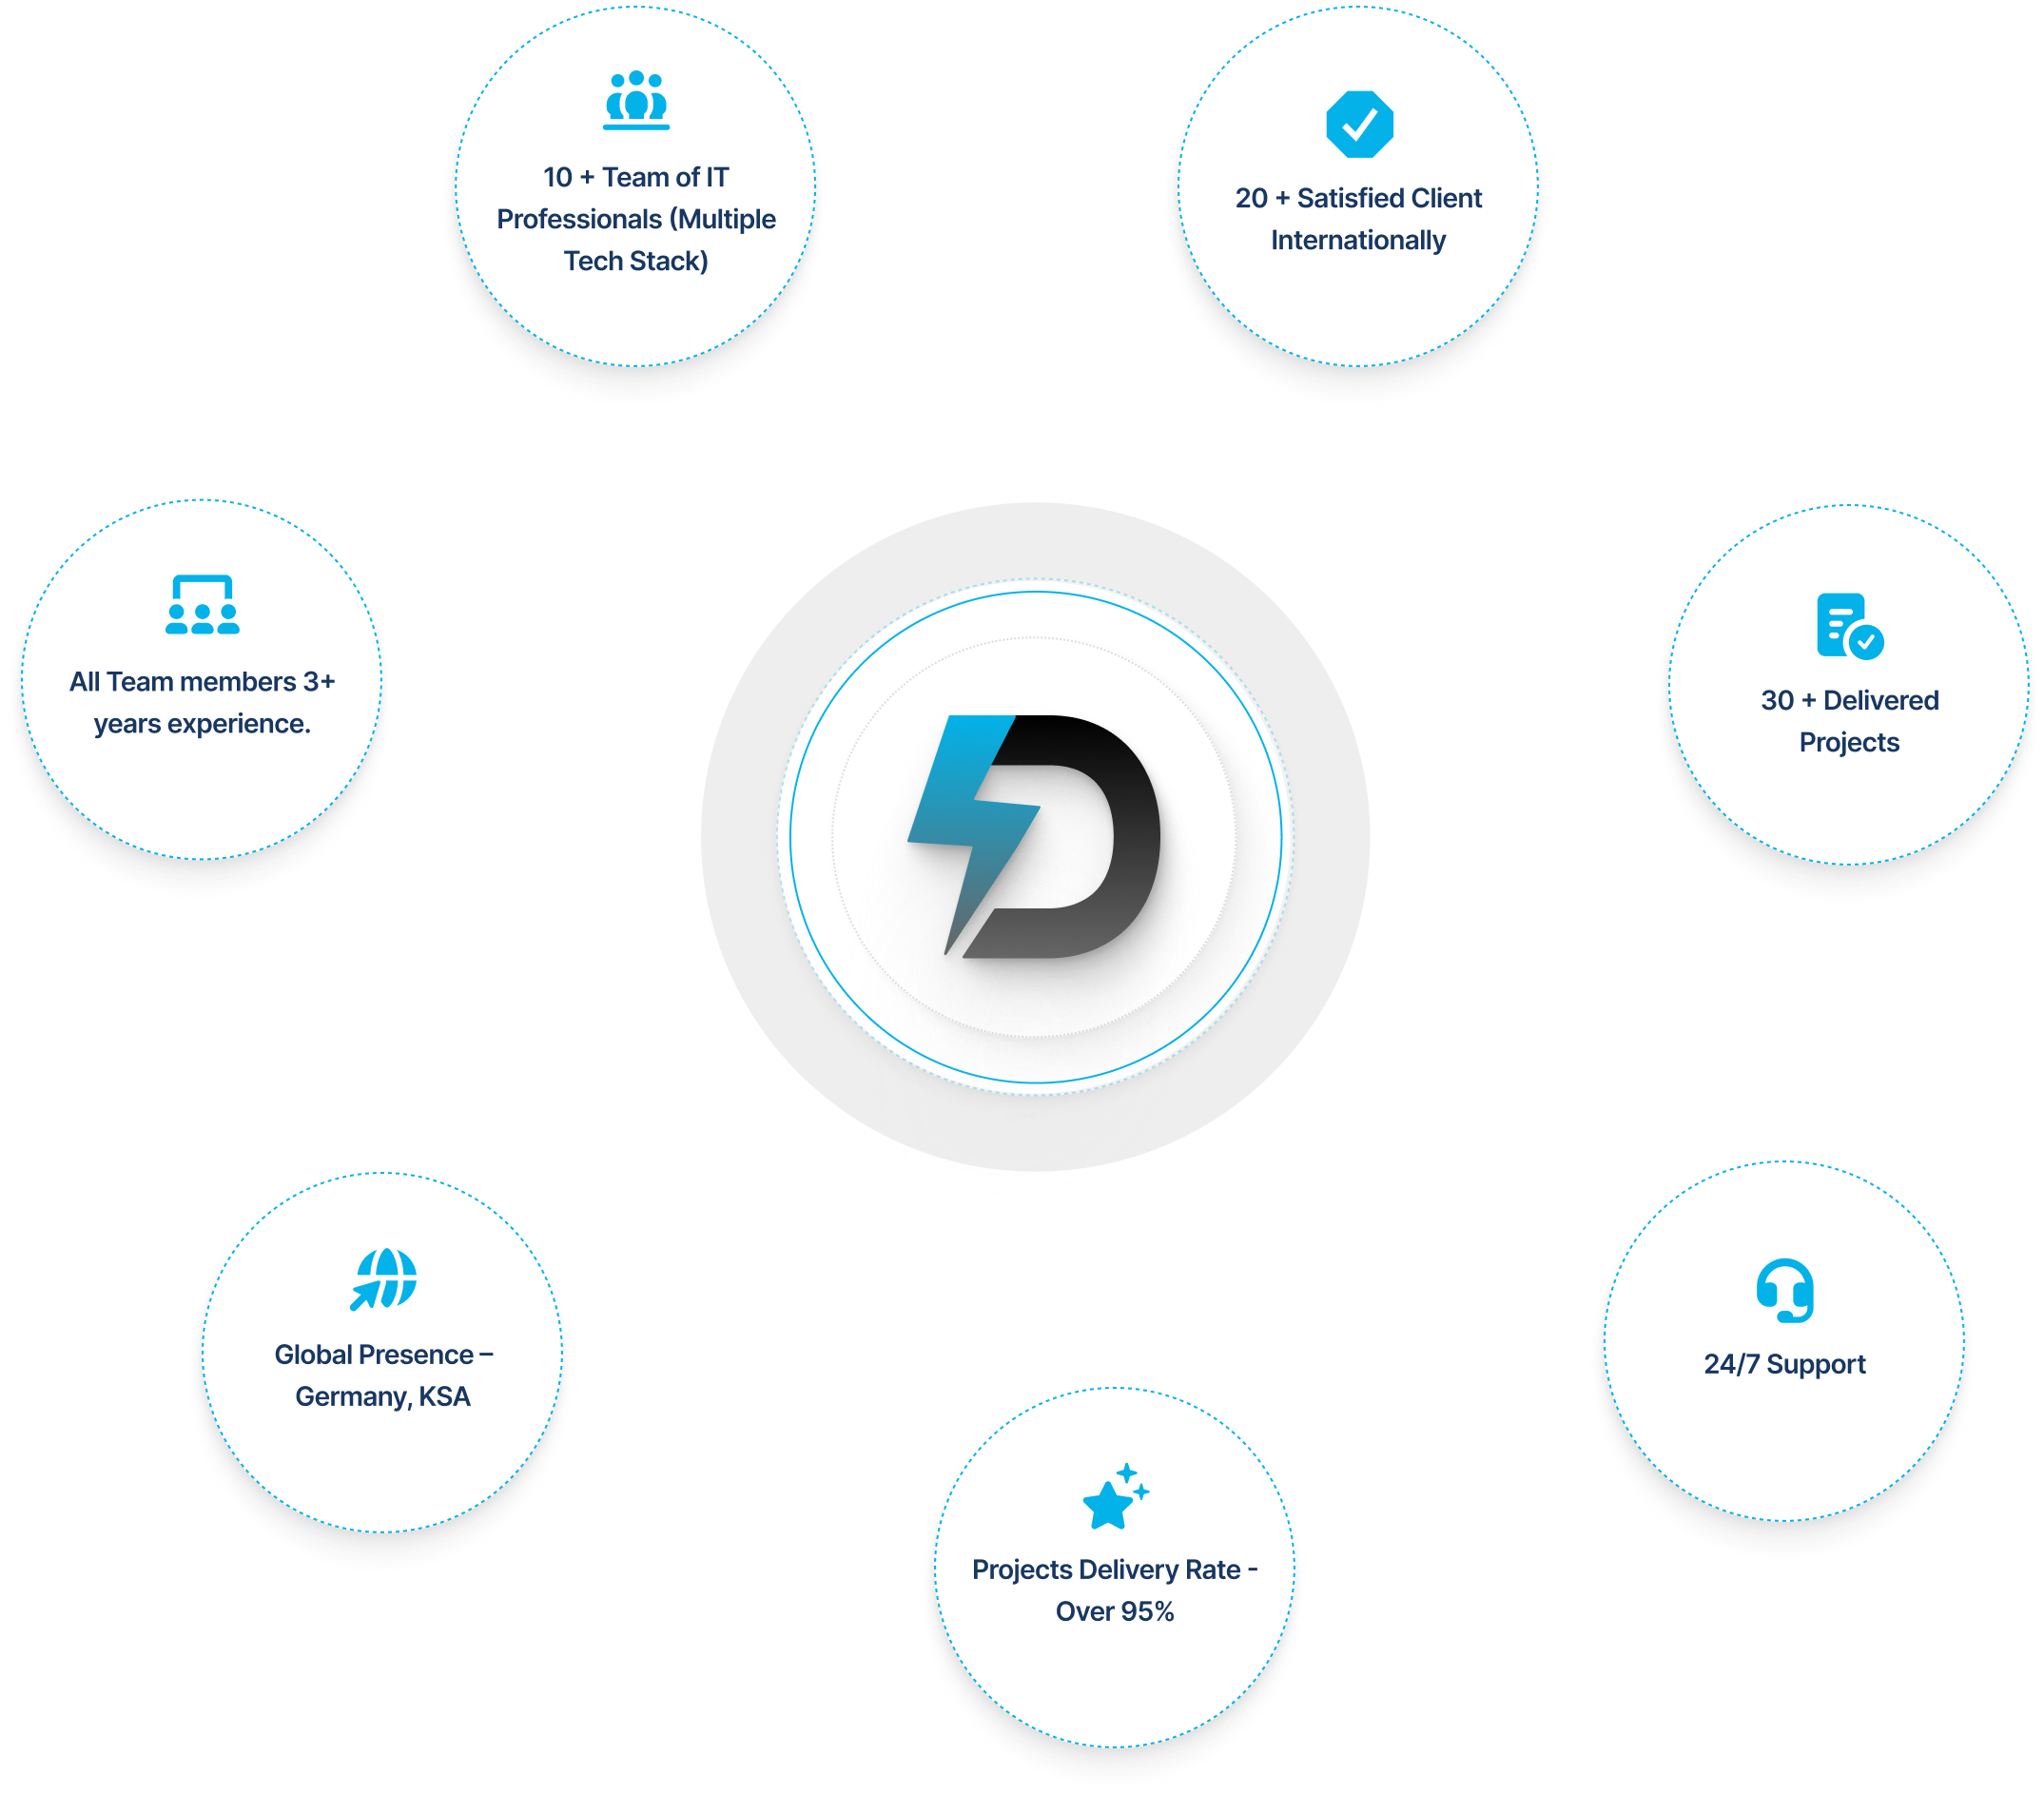 10 + Team of IT
Professionals (Multiple
Tech Stack)
20 + Satisfied Client
Internationally
All Team members 3+
years experience.
30 + Delivered
Projects
Global Presence –
Germany, KSA
24/7 Support
Projects Delivery Rate -
Over 95%